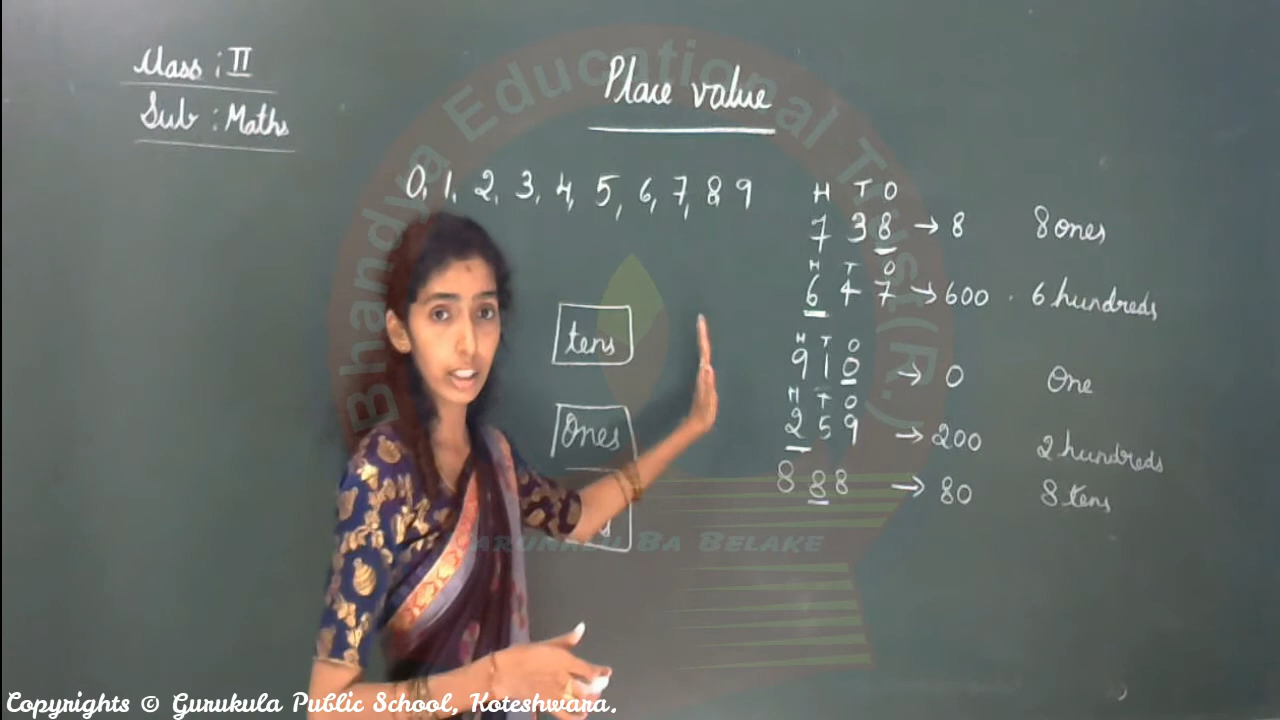 Class : II
Sub : Maths
Place value
0, 1, 2, 3, 4, 5, 6, 7, 8, 9
H T O
7 3 8 → 8 8 ones
H T O
6 4 7 → 600 . 6 hundreds
H T O
9 1 0 → 0 One
H T O
2 5 9 → 200 2 hundreds
8 8 8 → 80 8 tens
tens
Ones
Bhandya Educational Trust (R.)
Ba Belake
Copyrights © Gurukula Public School, Koteshwara.